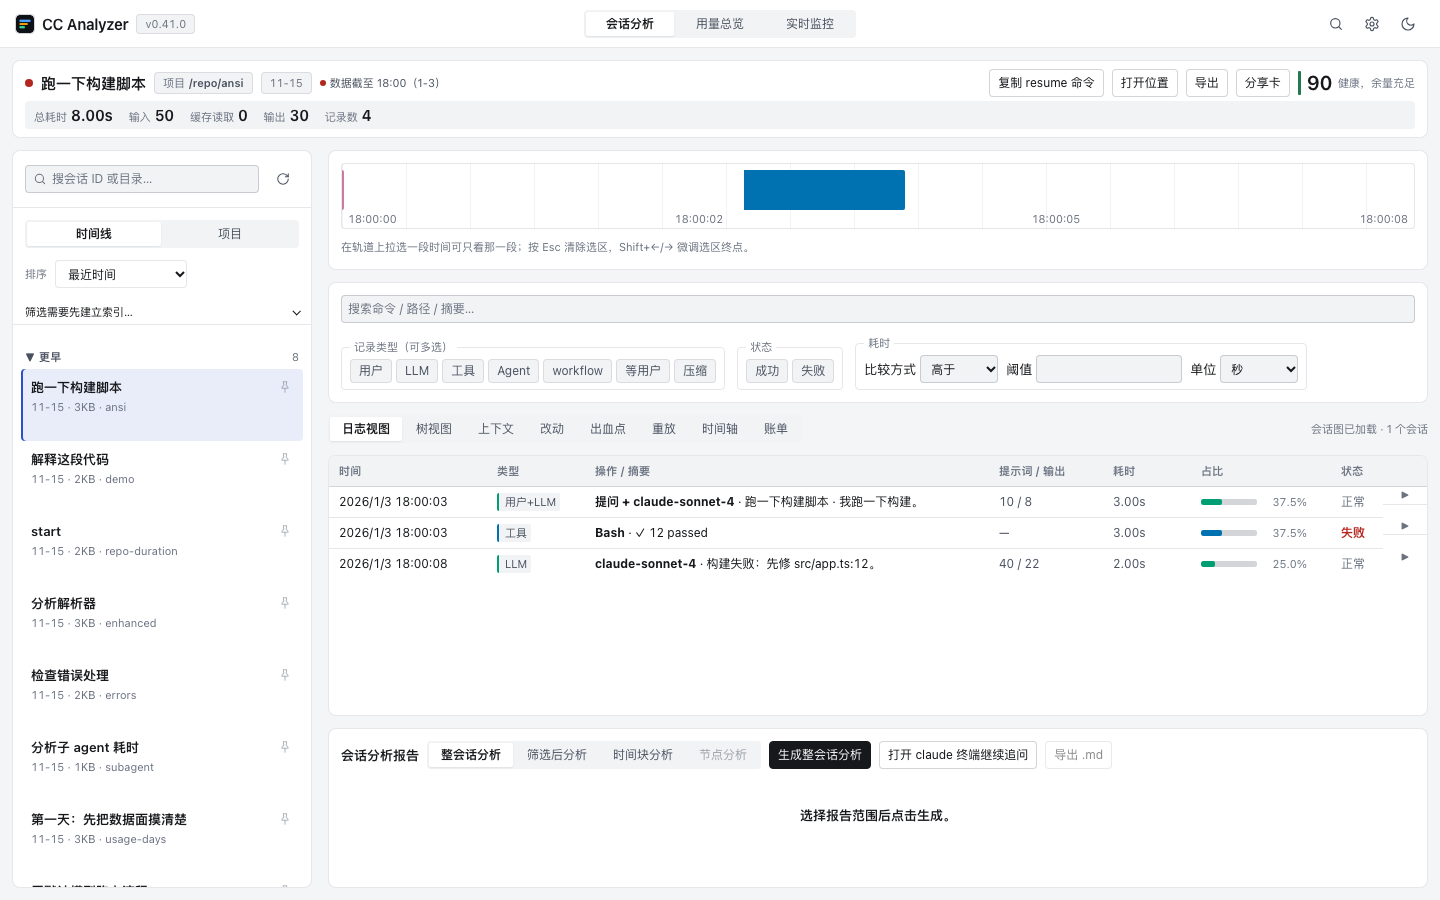 CC Analyzer v0.41.0 会话分析 用量总览 实时监控
跑一下构建脚本 项目 /repo/ansi 11-15 数据截至 18:00 (1-3) 复制 resume 命令 打开位置 导出 分享卡 90 健康，余量充足
总耗时 8.00s 输入 50 缓存读取 0 输出 30 记录数 4
搜会话 ID 或目录...
时间线 项目
排序 最近时间
筛选需要先建立索引...
▼ 更早 8
跑一下构建脚本
11-15 · 3KB · ansi
解释这段代码
11-15 · 2KB · demo
start
11-15 · 2KB · repo-duration
分析解析器
11-15 · 3KB · enhanced
检查错误处理
11-15 · 2KB · errors
分析子 agent 耗时
11-15 · 1KB · subagent
第一天：先把数据面摸清楚
11-15 · 3KB · usage-days
18:00:00 18:00:02 18:00:05 18:00:08
在轨道上拉选一段时间可只看那一段；按 Esc 清除选区，Shift+←/→ 微调选区终点。
搜索命令 / 路径 / 摘要...
记录类型（可多选） 状态 耗时
用户 LLM 工具 Agent workflow 等用户 压缩 成功 失败 比较方式 高于 阈值 单位 秒
日志视图 树视图 上下文 改动 出血点 重放 时间轴 账单 会话图已加载 · 1 个会话
时间 类型 操作 / 摘要 提示词 / 输出 耗时 占比 状态
2026/1/3 18:00:03 用户+LLM 提问 + claude-sonnet-4 · 跑一下构建脚本 · 我跑一下构建。 10 / 8 3.00s 37.5% 正常 ▶
2026/1/3 18:00:03 工具 Bash · ✓ 12 passed — 3.00s 37.5% 失败 ▶
2026/1/3 18:00:08 LLM claude-sonnet-4 · 构建失败：先修 src/app.ts:12。 40 / 22 2.00s 25.0% 正常 ▶
会话分析报告 整会话分析 筛选后分析 时间块分析 节点分析 生成整会话分析 打开 claude 终端继续追问 导出 .md
选择报告范围后点击生成。